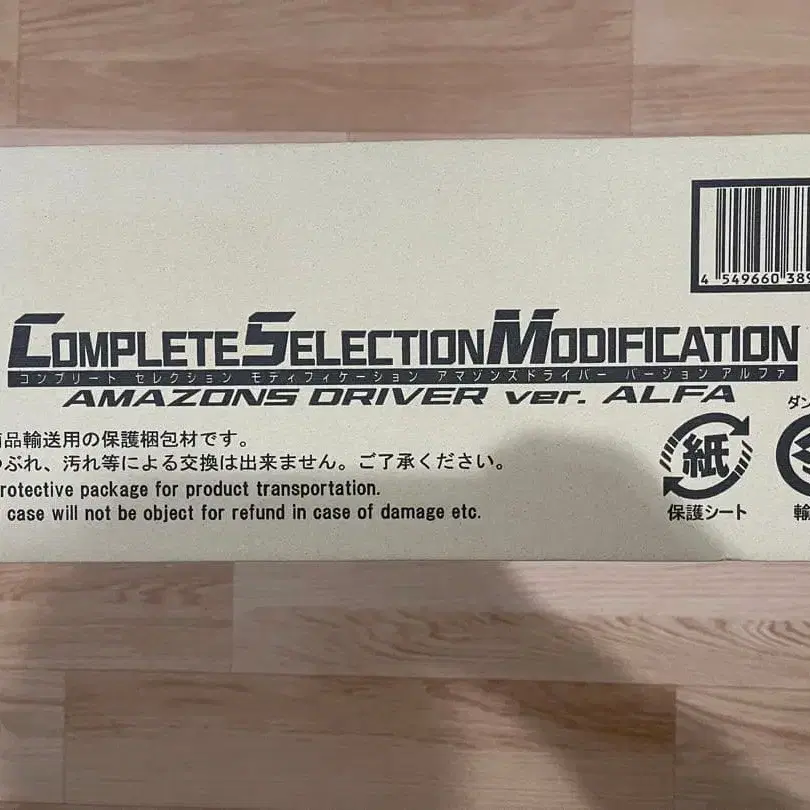 4 549660 389
COMPLETE SELECTION MODIFICATION
コンプリート セレクション モディフィケーション アマゾンズドライバー バージョン アルファ
AMAZONS DRIVER ver. ALFA
品輸送用の保護梱包材です。
つぶれ、汚れ等による交換は出来ません。ご了承ください。
rotective package for product transportation.
case will not be object for refund in case of damage etc.
紙
保護シート
ダン
輸